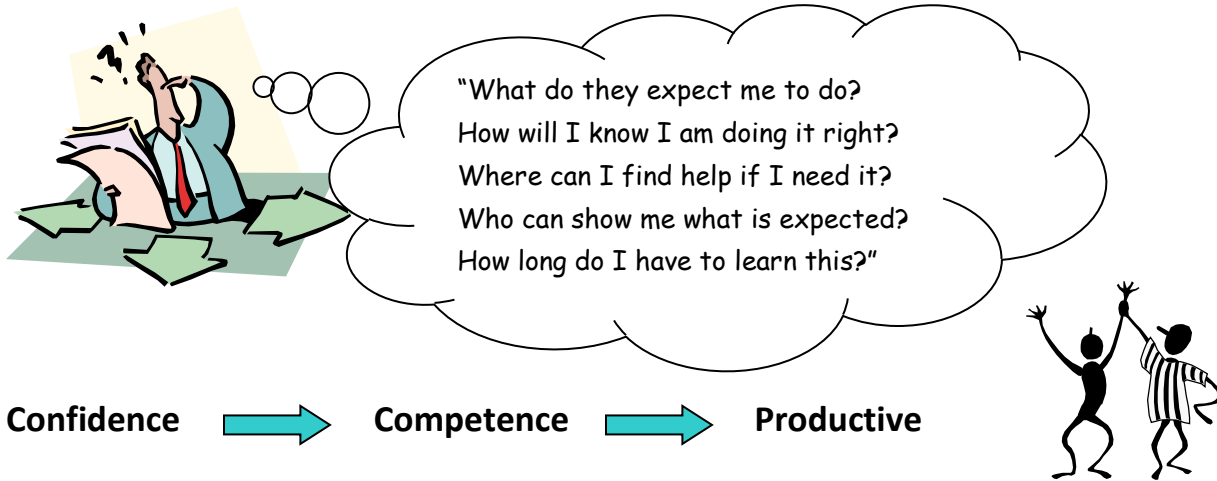 “What do they expect me to do?
How will I know I am doing it right?
Where can I find help if I need it?
Who can show me what is expected?
How long do I have to learn this?”
Confidence Competence Productive